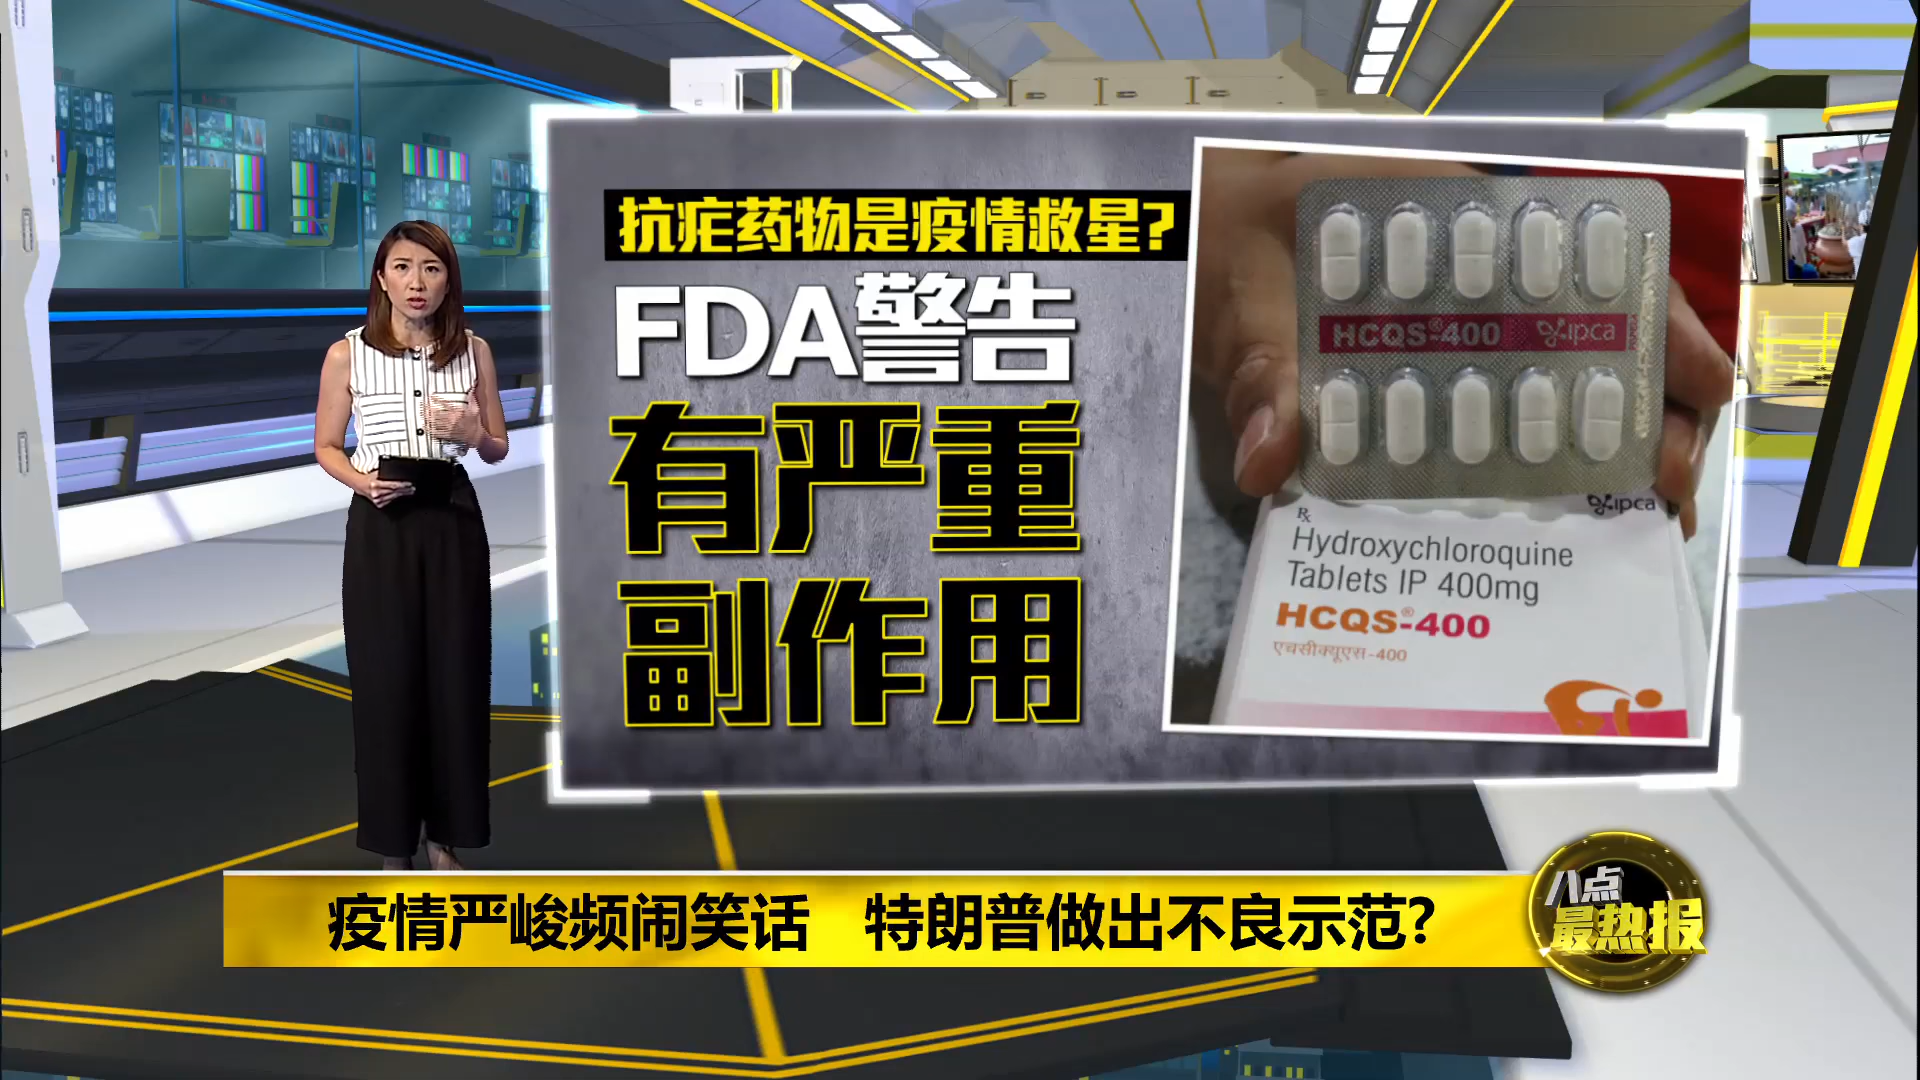 抗疟药物是疫情救星?
FDA警告
有严重
副作用
HCQS®-400 ipca
ipca
Rx
Hydroxychloroquine
Tablets IP 400mg
HCQS®-400
एचसीक्यूएस-400
疫情严峻频闹笑话 特朗普做出不良示范?
八点
最热报